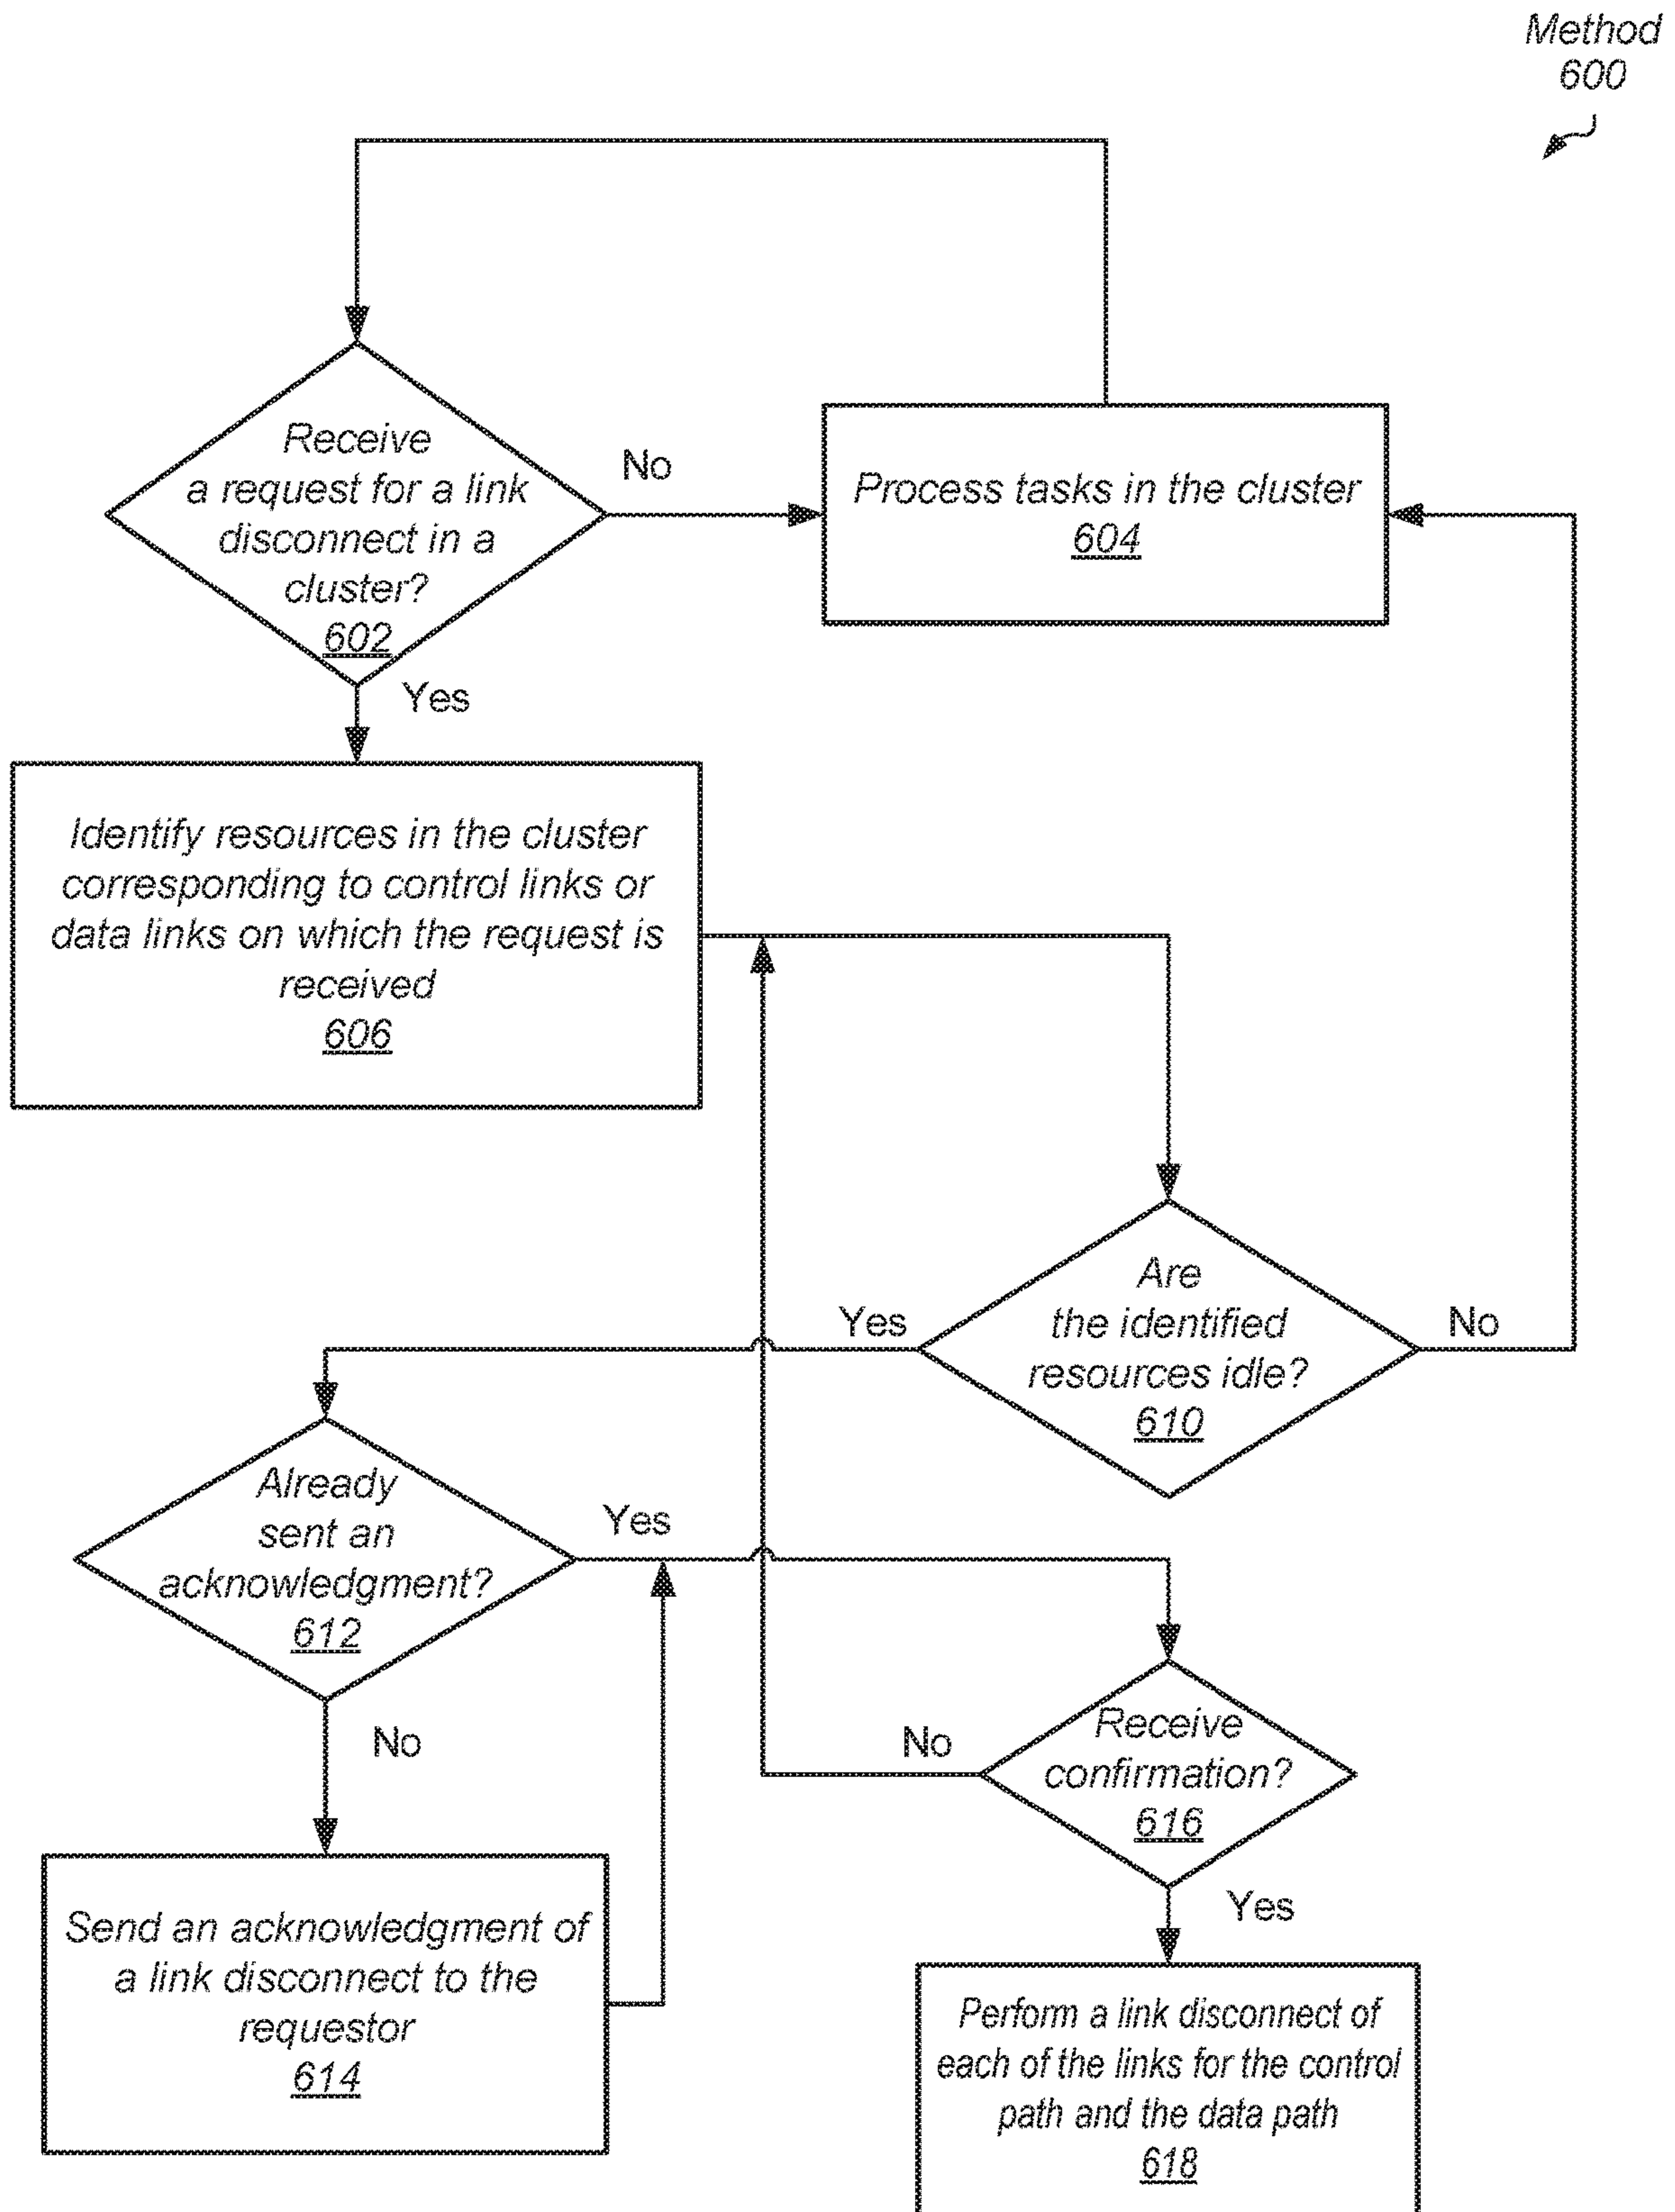 Method
600
Receive
a request for a link
disconnect in a
cluster?
602
No
Process tasks in the cluster
604
Yes
Identify resources in the cluster
corresponding to control links or
data links on which the request is
received
606
Are
the identified
resources idle?
610
Yes
No
Already
sent an
acknowledgment?
612
Yes
No
Receive
confirmation?
616
No
Yes
Send an acknowledgment of
a link disconnect to the
requestor
614
Perform a link disconnect of
each of the links for the control
path and the data path
618